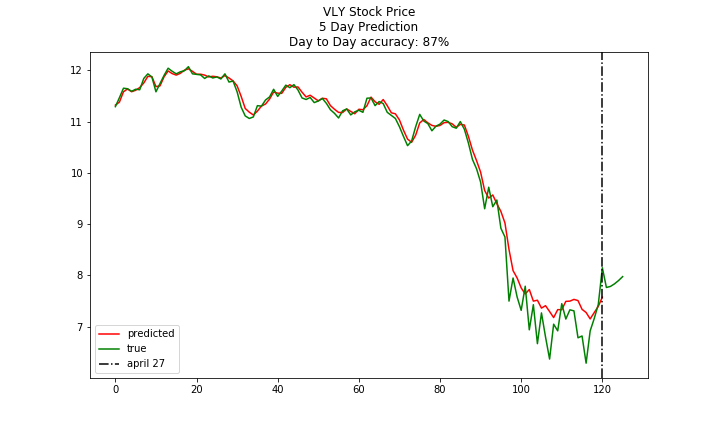 VLY Stock Price
5 Day Prediction
Day to Day accuracy: 87%
12
11
10
9
8
7
predicted
true
april 27
0 20 40 60 80 100 120